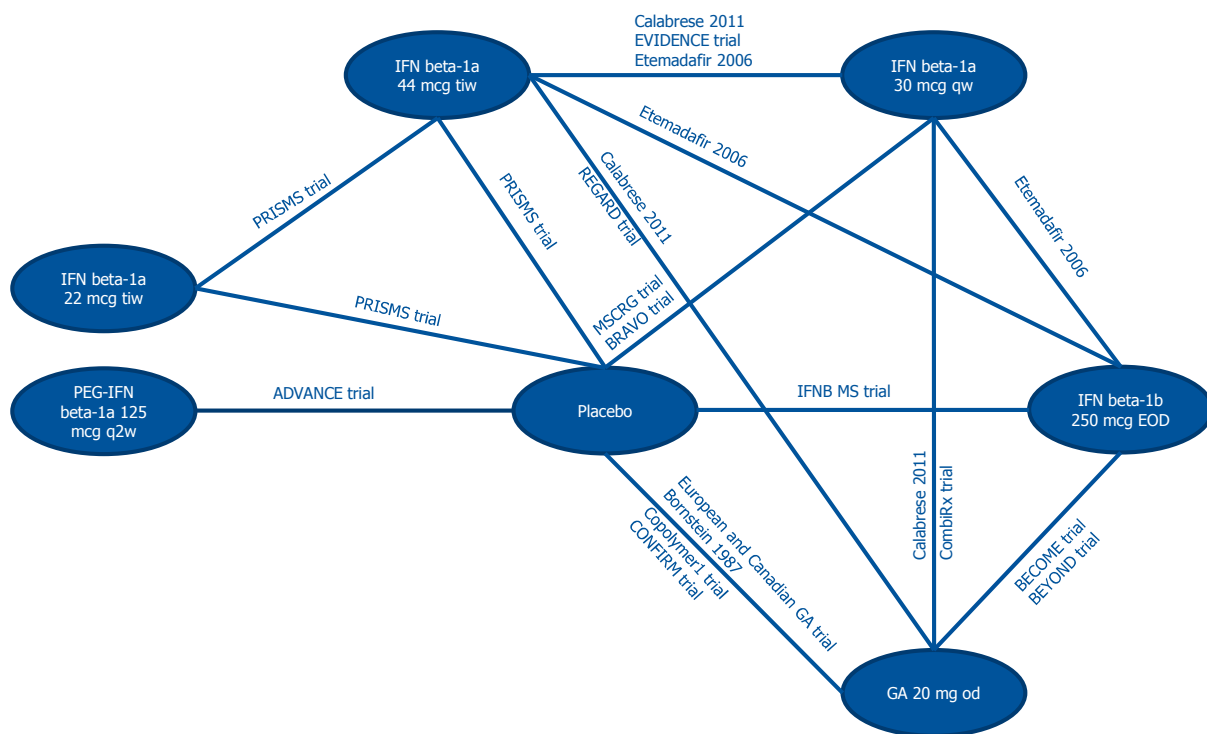 Calabrese 2011
EVIDENCE trial
Etemadafir 2006
IFN beta-1a
44 mcg tiw
IFN beta-1a
30 mcg qw
Etemadafir 2006
Calabrese 2011
REGARD trial
PRISMS trial
PRISMS trial
Etemadafir 2006
IFN beta-1a
22 mcg tiw
PRISMS trial
MSCRG trial
BRAVO trial
PEG-IFN
beta-1a 125
mcg q2w
ADVANCE trial
Placebo
IFNB MS trial
IFN beta-1b
250 mcg EOD
European and Canadian GA trial
Bornstein 1987
Copolymer1 trial
CONFIRM trial
Calabrese 2011
CombiRx trial
BECOME trial
BEYOND trial
GA 20 mg od